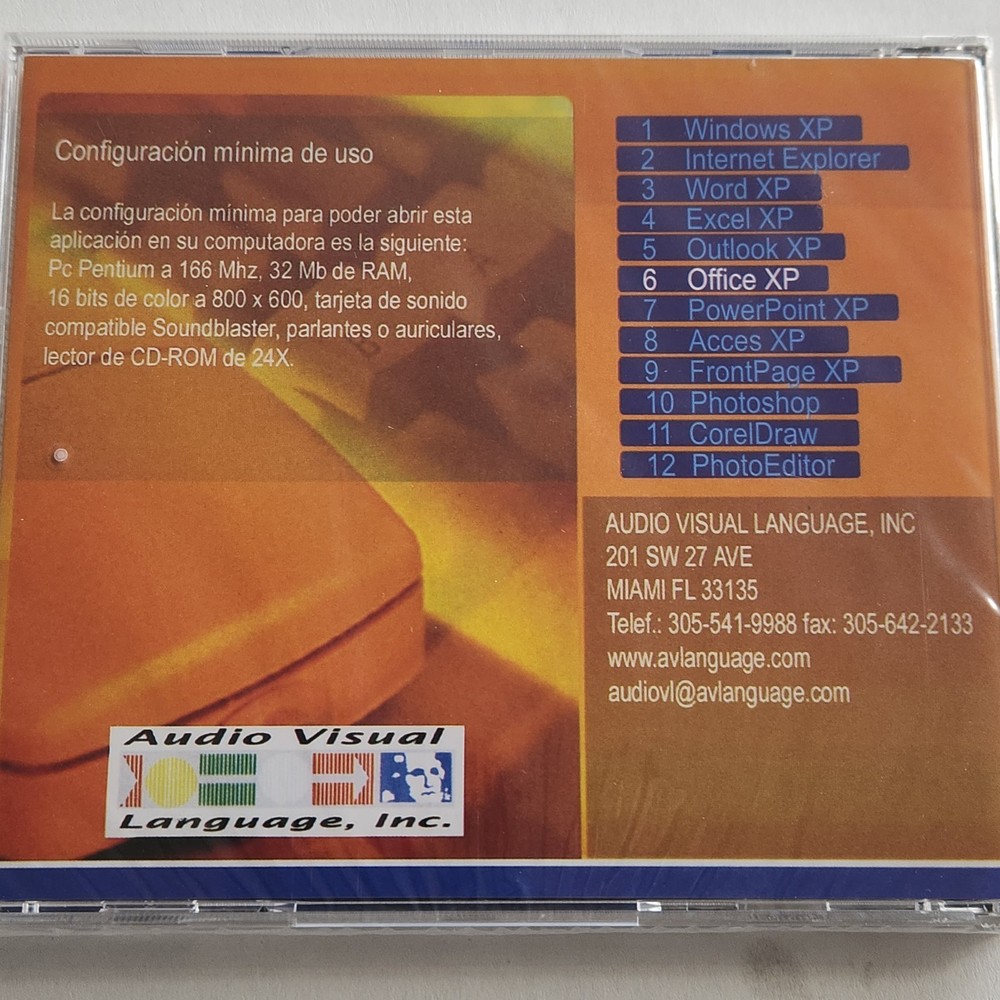 Configuración mínima de uso
La configuración mínima para poder abrir esta
aplicación en su computadora es la siguiente:
Pc Pentium a 166 Mhz, 32 Mb de RAM,
16 bits de color a 800 x 600, tarjeta de sonido
compatible Soundblaster, parlantes o auriculares,
lector de CD-ROM de 24X.
1 Windows XP
2 Internet Explorer
3 Word XP
4 Excel XP
5 Outlook XP
6 Office XP
7 PowerPoint XP
8 Acces XP
9 FrontPage XP
10 Photoshop
11 CorelDraw
12 PhotoEditor
AUDIO VISUAL LANGUAGE, INC
201 SW 27 AVE
MIAMI FL 33135
Telef.: 305-541-9988 fax: 305-642-2133
www.avlanguage.com
audiovl@avlanguage.com
Audio Visual
Language, Inc.